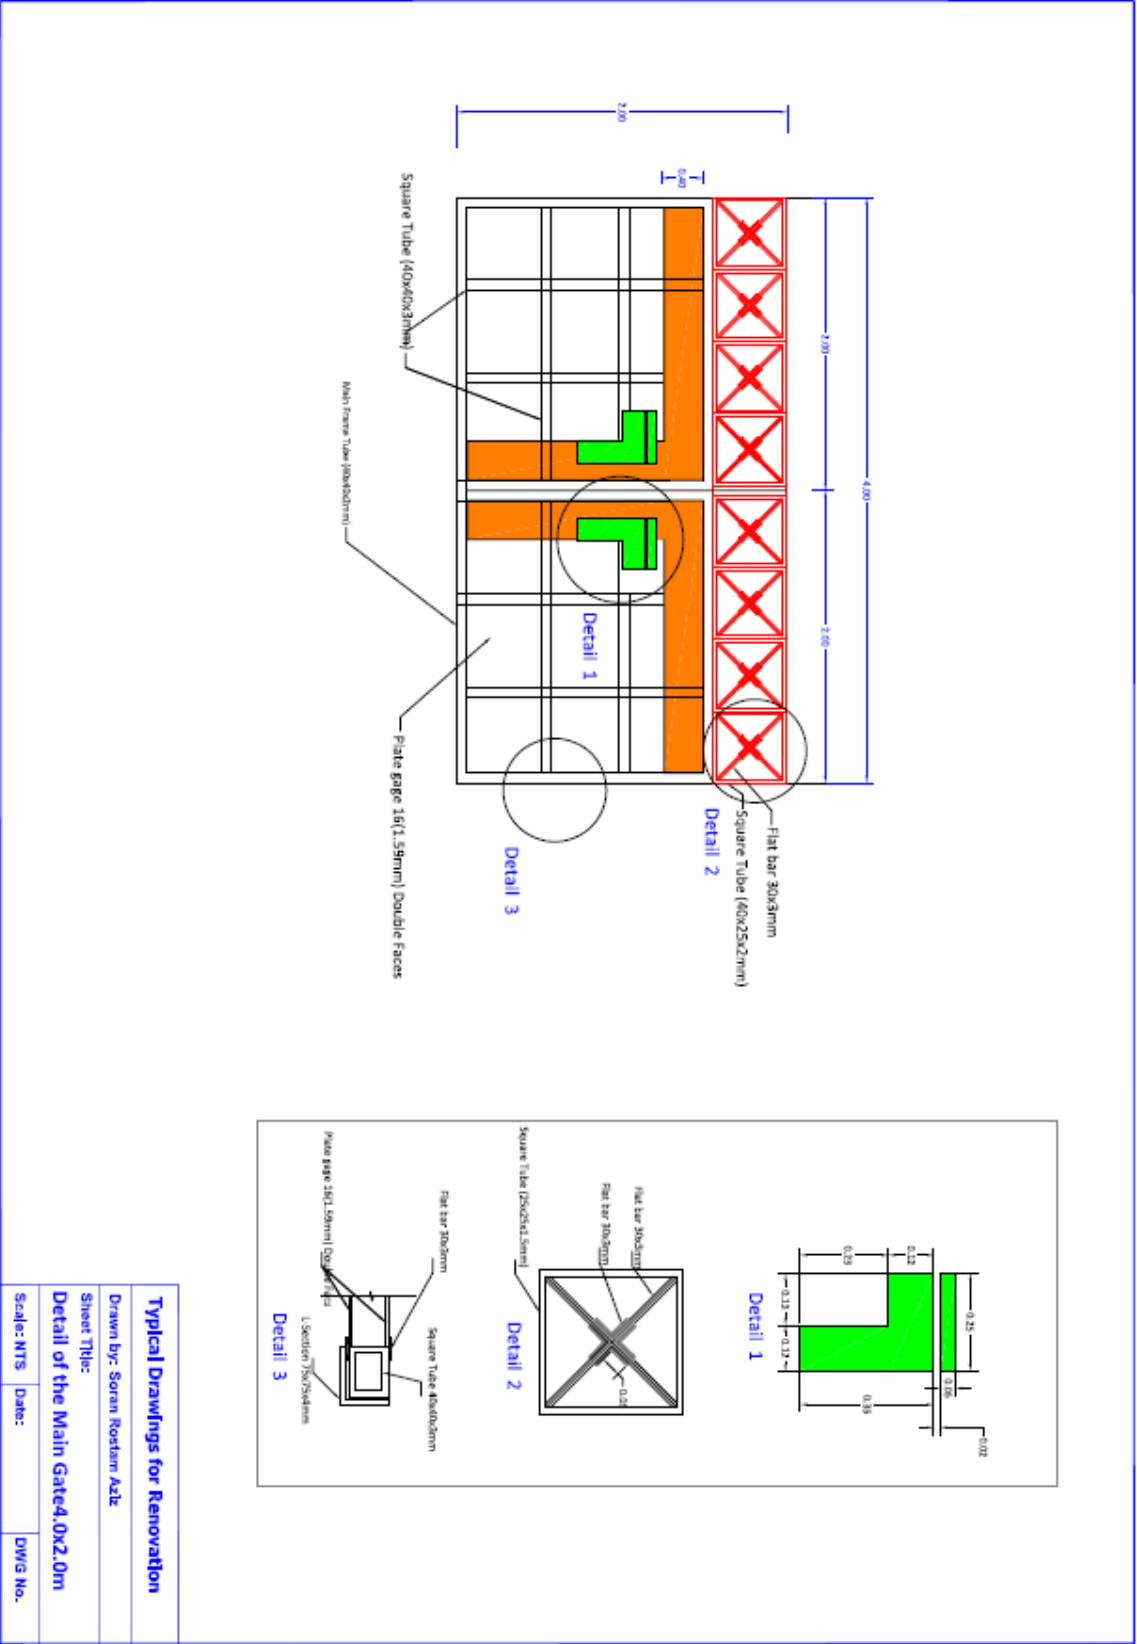 4.00
2.00
2.00
2.00
0.40
Flat bar 30x3mm
Square Tube (40x25x2mm)
Detail 2
Detail 1
Detail 3
Square Tube (40x40x3mm)
Main Frame Tube (40x40x3mm)
Plate gage 16(1.59mm) Double Faces
0.25
0.06
0.02
0.12
0.23
0.35
0.13
0.12
Detail 1
Flat bar 30x3mm
Flat bar 30x3mm
Square Tube (25x25x1.5mm)
Detail 2
Flat bar 30x3mm
Square Tube 40x40x3mm
Plate gage 16(1.59mm)
L-Section 75x75x4mm
Detail 3
Typical Drawings for Renovation
Drawn by: Soran Rostam Aziz
Sheet Title:
Detail of the Main Gate4.0x2.0m
Scale: NTS
Date:
DWG No.